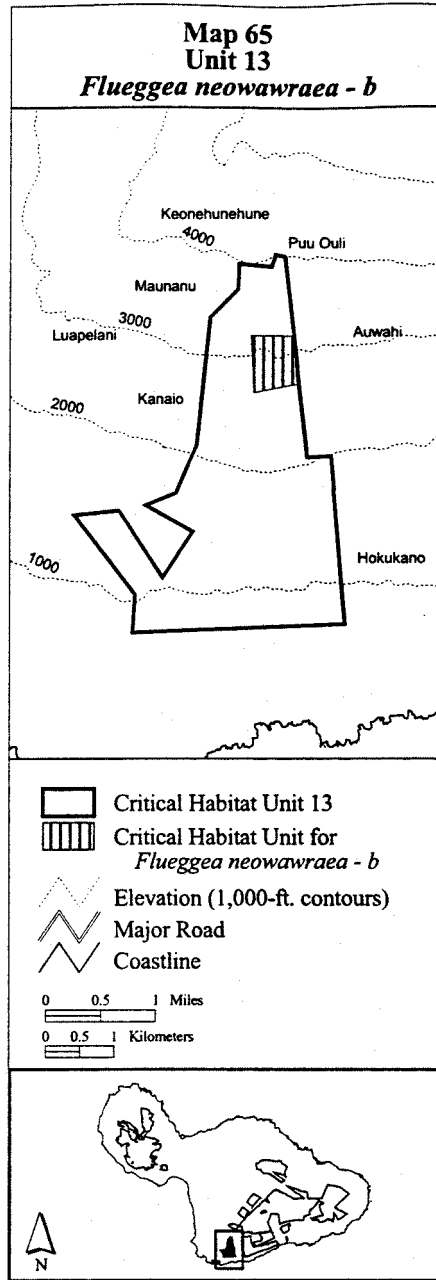 Map 65
Unit 13
Flueggea neowawraea - b
Keonehunehune
4000
Puu Ouli
Maunanu
3000
Luapelani
Auwahi
Kanaio
2000
1000
Hokukano
Critical Habitat Unit 13
Critical Habitat Unit for
Flueggea neowawraea - b
Elevation (1,000-ft. contours)
Major Road
Coastline
0 0.5 1 Miles
0 0.5 1 Kilometers
N